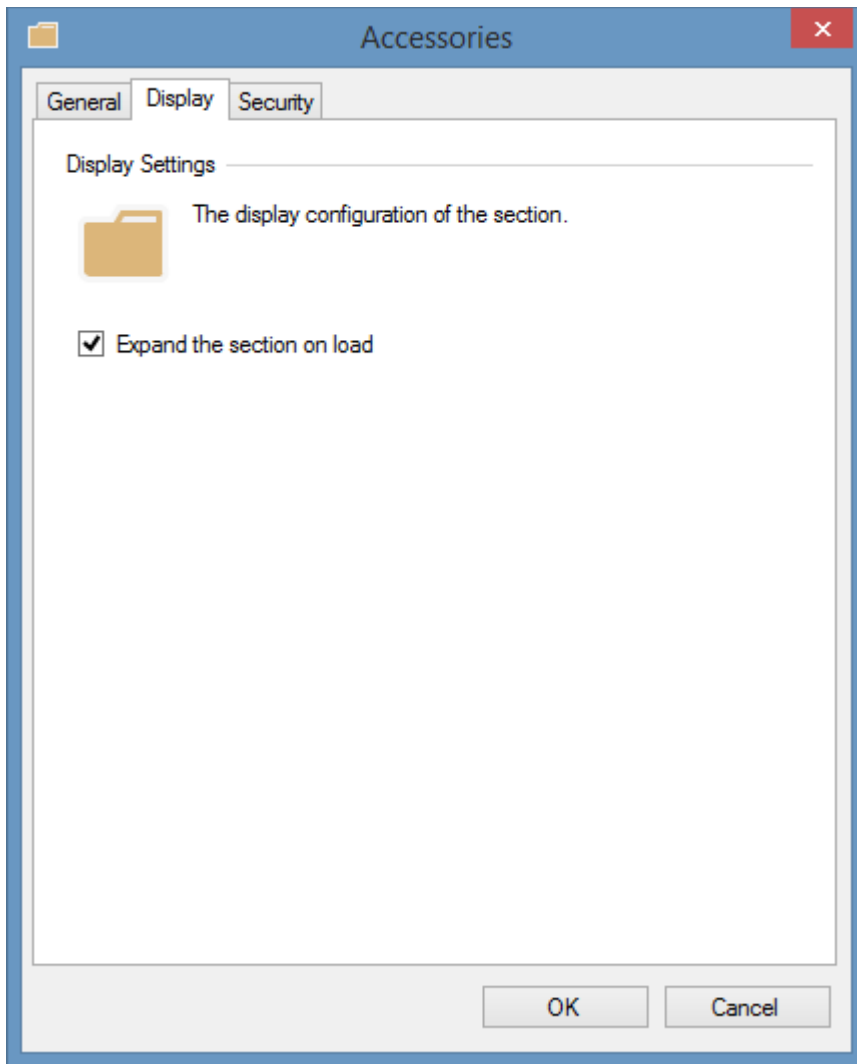 Accessories
General Display Security
Display Settings
The display configuration of the section.
Expand the section on load
OK Cancel